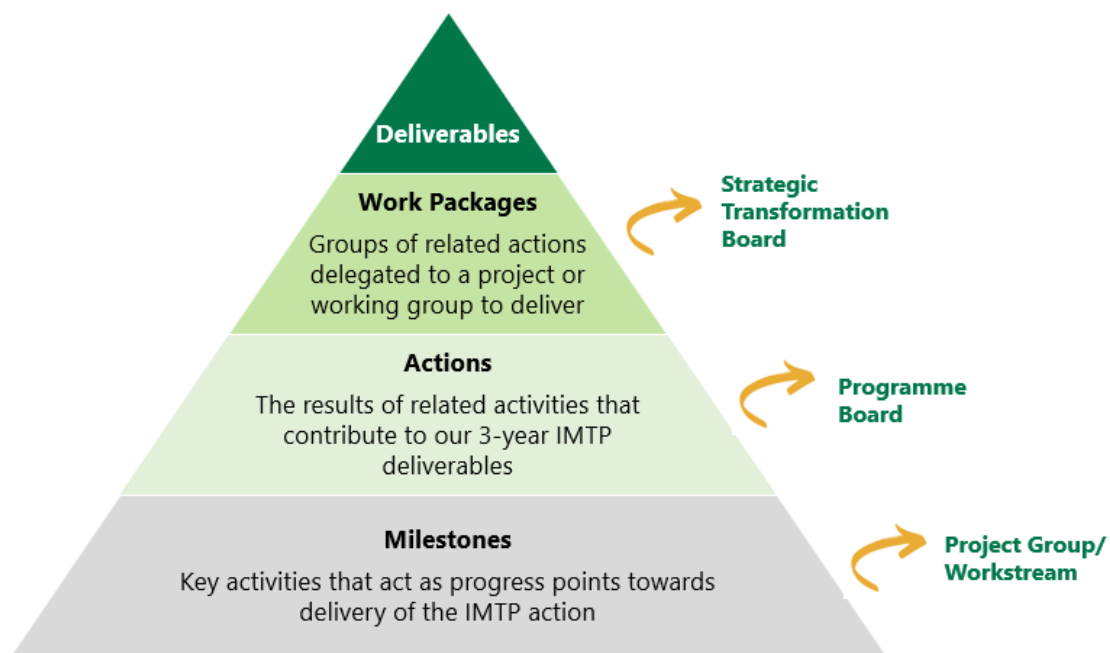 Deliverables
Work Packages
Groups of related actions
delegated to a project or
working group to deliver
Strategic
Transformation
Board
Actions
The results of related activities that
contribute to our 3-year IMTP
deliverables
Programme
Board
Milestones
Key activities that act as progress points towards
delivery of the IMTP action
Project Group/
Workstream